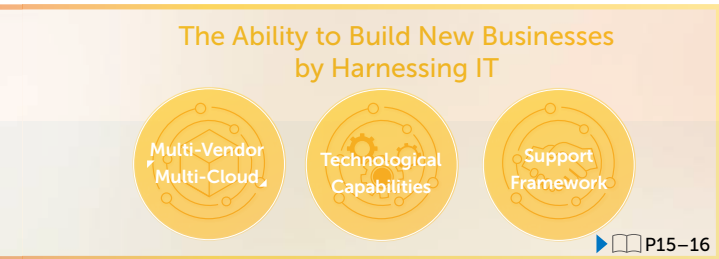 The Ability to Build New Businesses
by Harnessing IT
Multi-Vendor
Multi-Cloud
Technological
Capabilities
Support
Framework
P15–16